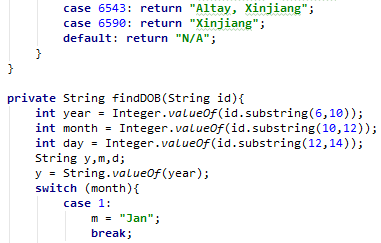 case 6543: return "Altay, Xinjiang";
case 6590: return "Xinjiang";
default: return "N/A";
}
}
private String findDOB(String id){
int year = Integer.valueOf(id.substring(6,10));
int month = Integer.valueOf(id.substring(10,12));
int day = Integer.valueOf(id.substring(12,14));
String y,m,d;
y = String.valueOf(year);
switch (month){
case 1:
m = "Jan";
break;